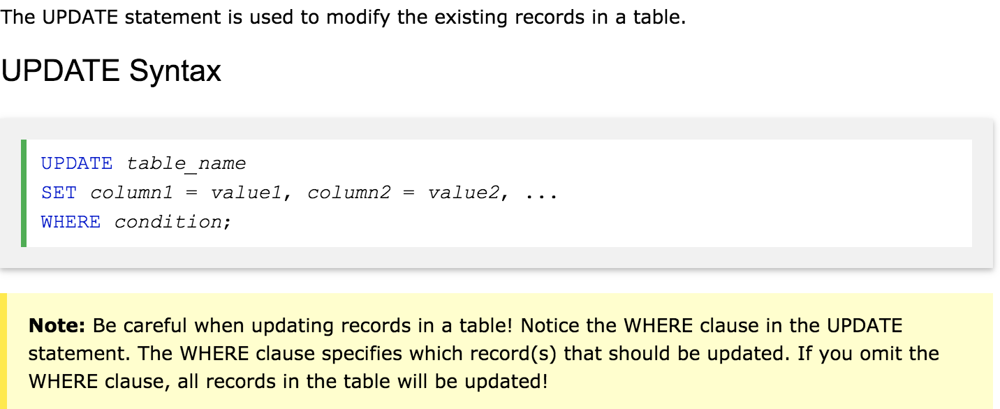 The UPDATE statement is used to modify the existing records in a table.
UPDATE Syntax
UPDATE table_name
SET column1 = value1, column2 = value2, ...
WHERE condition;
Note: Be careful when updating records in a table! Notice the WHERE clause in the UPDATE
statement. The WHERE clause specifies which record(s) that should be updated. If you omit the
WHERE clause, all records in the table will be updated!